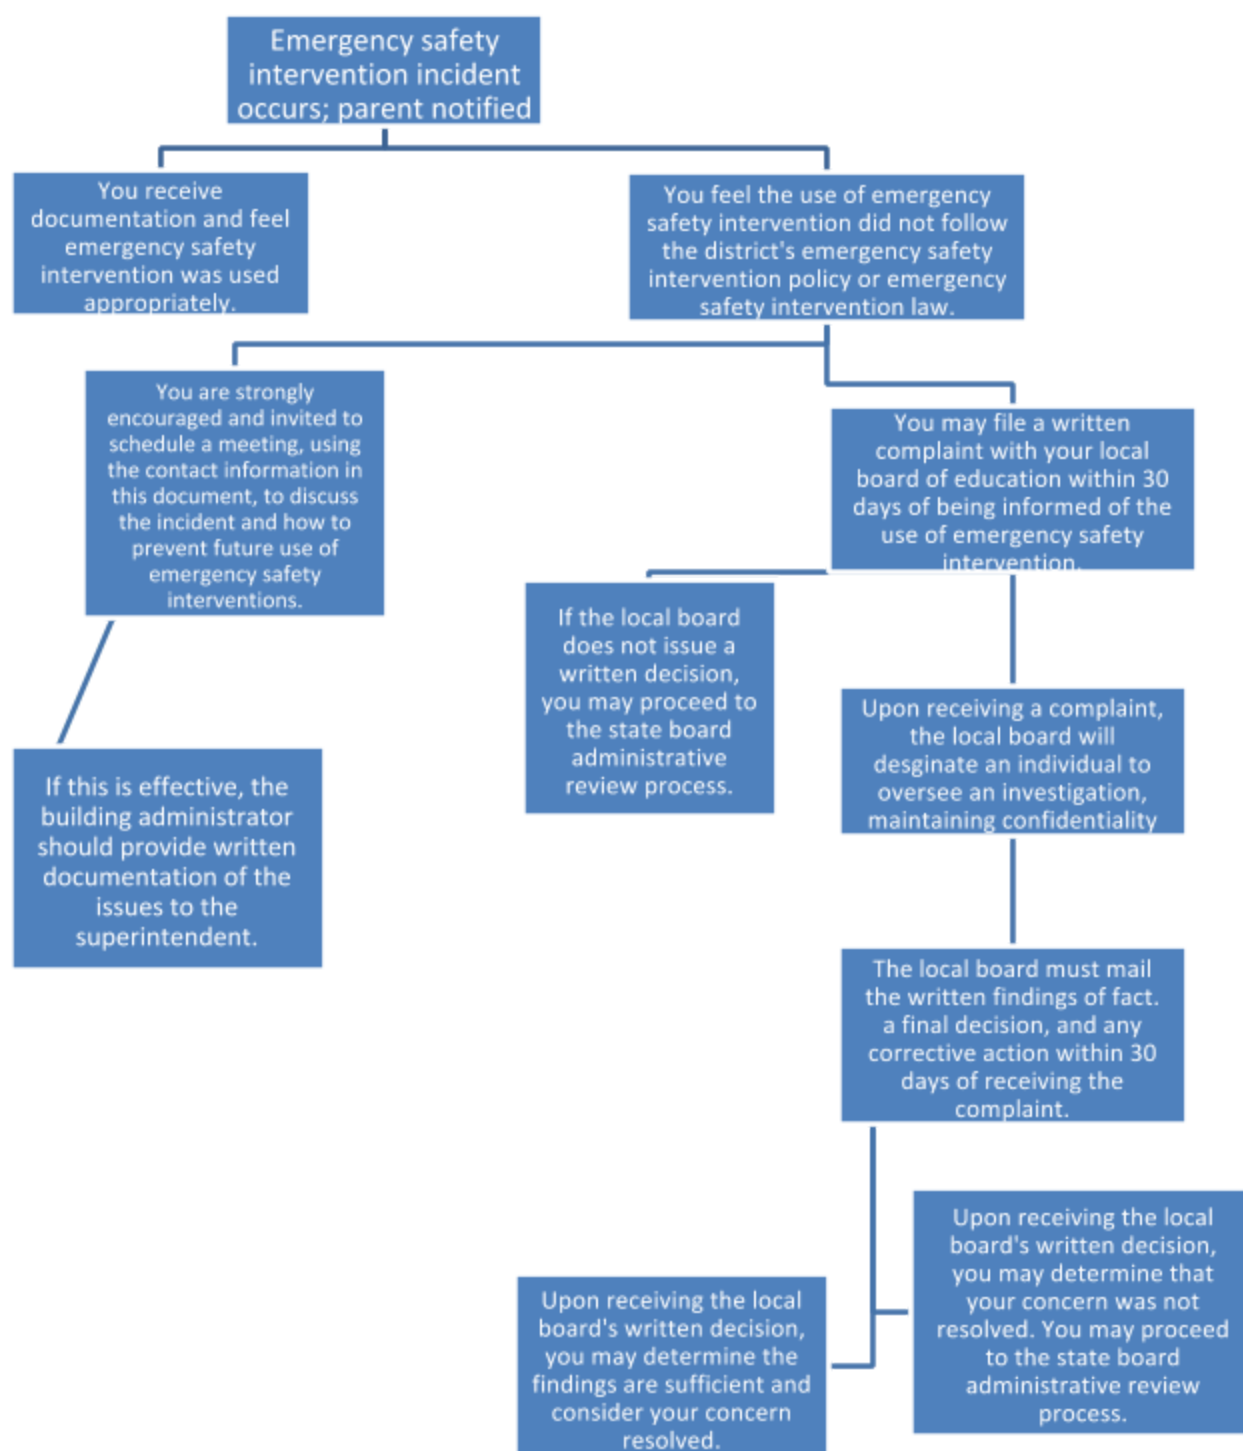 Emergency safety
intervention incident
occurs; parent notified
You receive
documentation and feel
emergency safety
intervention was used
appropriately.
You feel the use of emergency
safety intervention did not follow
the district's emergency safety
intervention policy or emergency
safety intervention law.
You are strongly
encouraged and invited to
schedule a meeting, using
the contact information in
this document, to discuss
the incident and how to
prevent future use of
emergency safety
interventions.
You may file a written
complaint with your local
board of education within 30
days of being informed of the
use of emergency safety
intervention.
If the local board
does not issue a
written decision,
you may proceed to
the state board
administrative
review process.
Upon receiving a complaint,
the local board will
desginate an individual to
oversee an investigation,
maintaining confidentiality
If this is effective, the
building administrator
should provide written
documentation of the
issues to the
superintendent.
The local board must mail
the written findings of fact.
a final decision, and any
corrective action within 30
days of receiving the
complaint.
Upon receiving the local
board's written decision,
you may determine that
your concern was not
resolved. You may proceed
to the state board
administrative review
process.
Upon receiving the local
board's written decision,
you may determine the
findings are sufficient and
consider your concern
resolved.